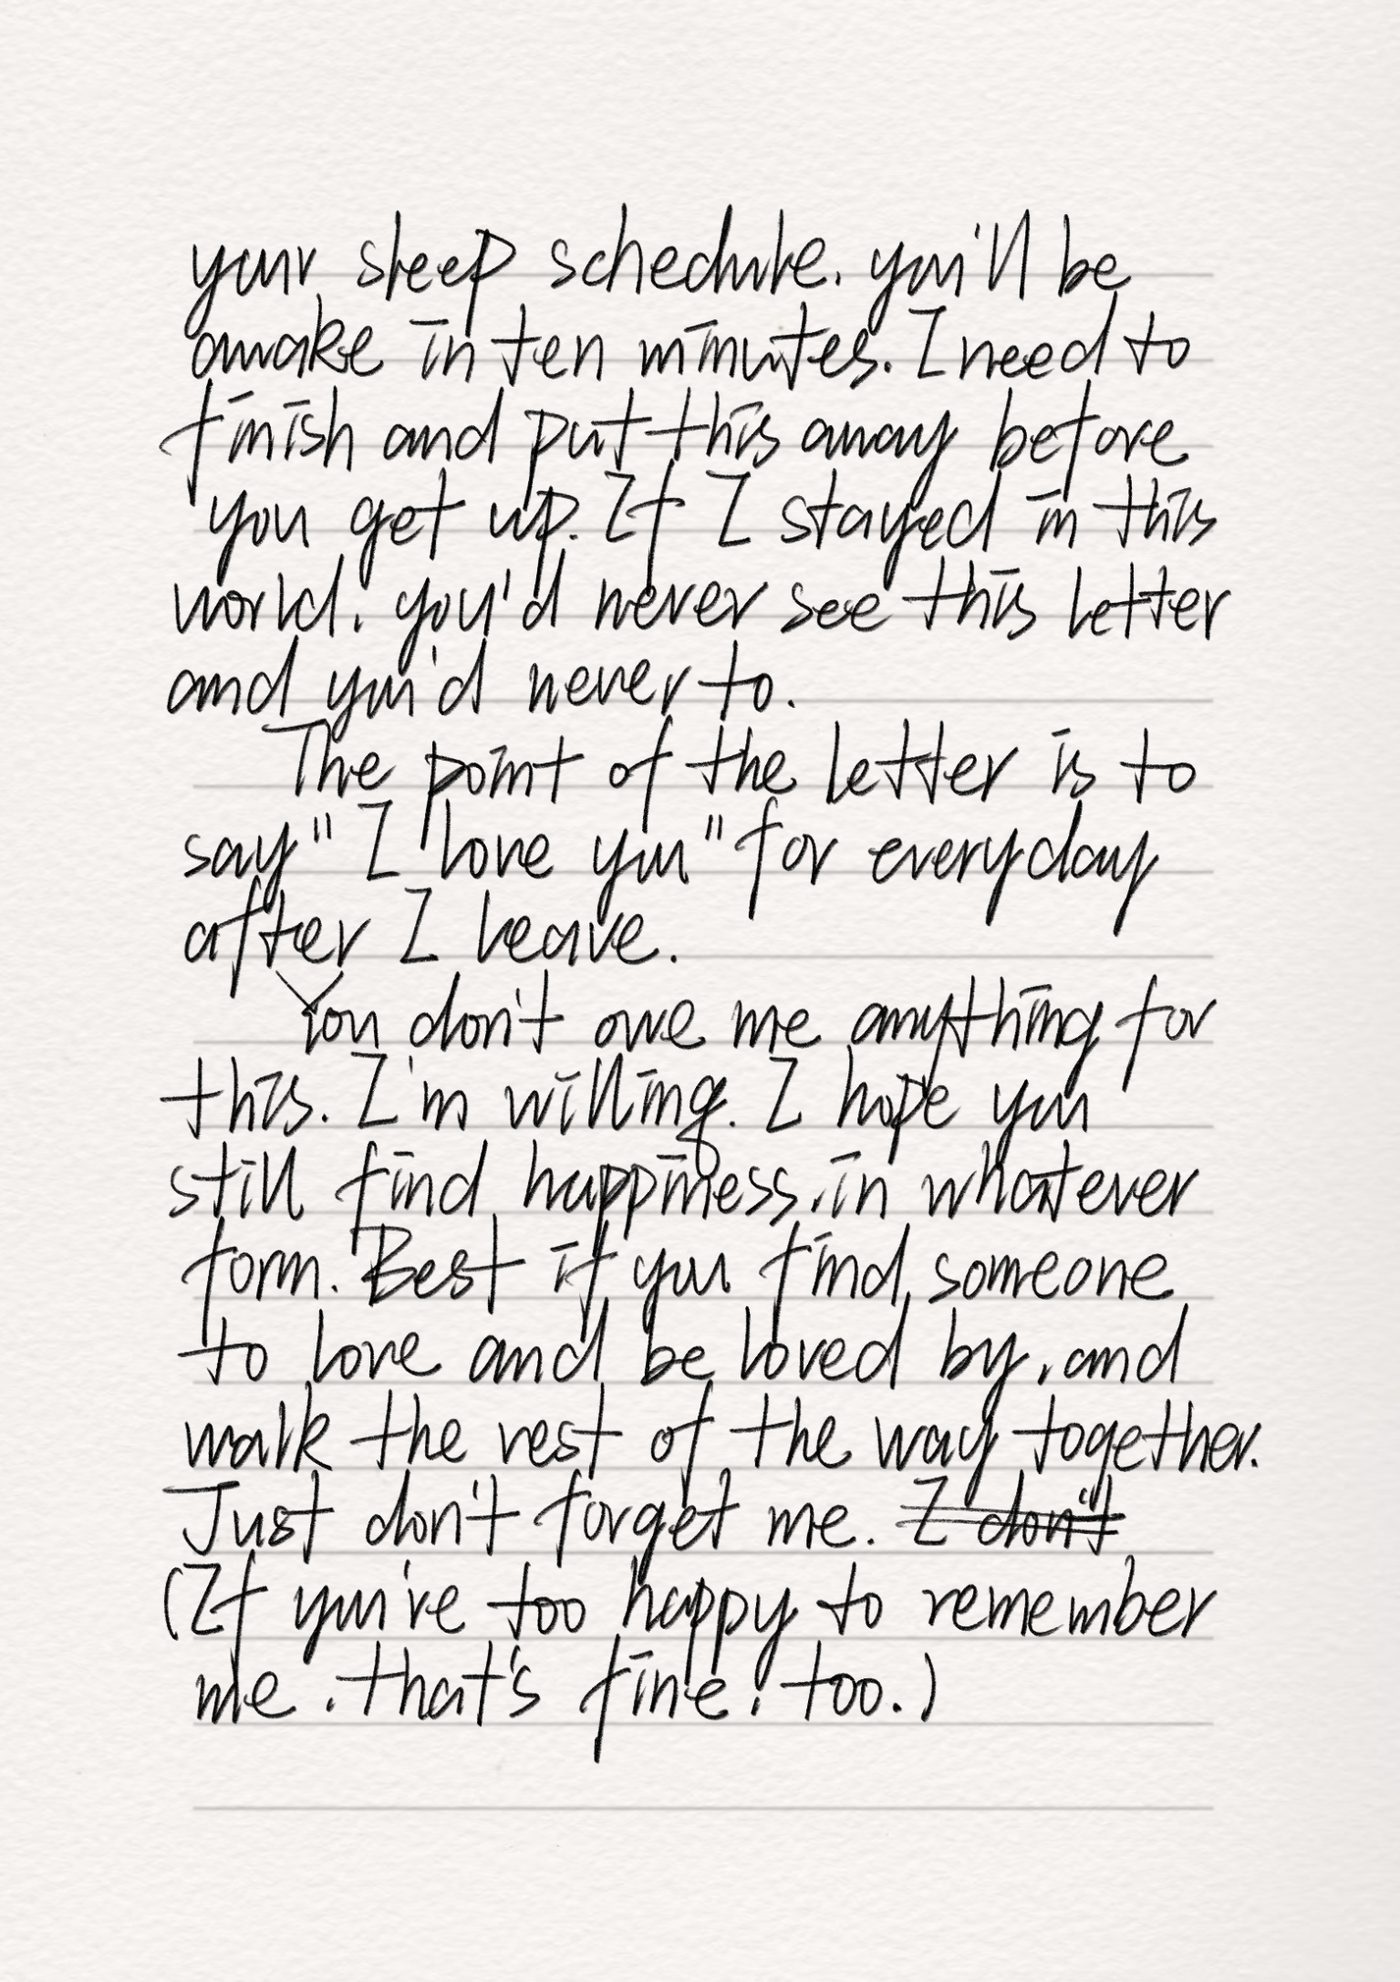 your sleep schedule, you'll be
awake in ten minutes. I need to
finish and put this away before
you get up. If I stayed in this
world, you'd never see this letter
and you'd never to.
The point of the letter is to
say "I love you" for everyday
after I leave.
You don't owe me anything for
this. I'm willing. I hope you
still find happiness, in whatever
form. Best if you find someone
to love and be loved by, and
walk the rest of the way together.
Just don't forget me. I don't
(If you're too happy to remember
me, that's fine, too.)